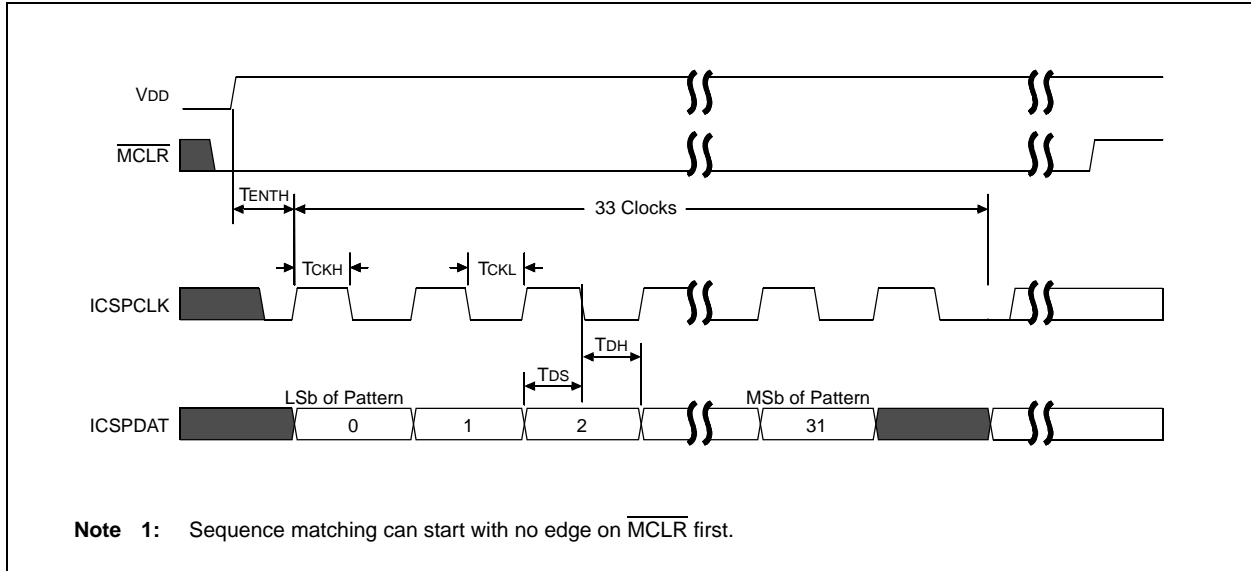 VDD
MCLR
TENTH
33 Clocks
TCKH
TCKL
ICSPCLK
TDH
TDS
LSb of Pattern
MSb of Pattern
ICSPDAT
0
1
2
31
Note 1: Sequence matching can start with no edge on MCLR first.